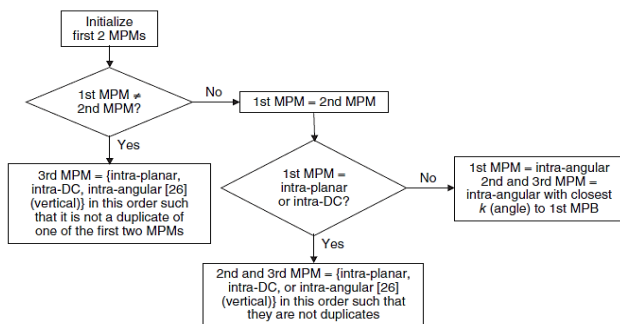 Initialize
first 2 MPMs
1st MPM ≠
2nd MPM?
No
1st MPM = 2nd MPM
Yes
3rd MPM = {intra-planar,
intra-DC, intra-angular [26]
(vertical)} in this order such
that it is not a duplicate of
one of the first two MPMs
1st MPM =
intra-planar
or intra-DC?
No
1st MPM = intra-angular
2nd and 3rd MPM =
intra-angular with closest
k (angle) to 1st MPB
Yes
2nd and 3rd MPM = {intra-planar,
intra-DC, or intra-angular [26]
(vertical)} in this order such that
they are not duplicates